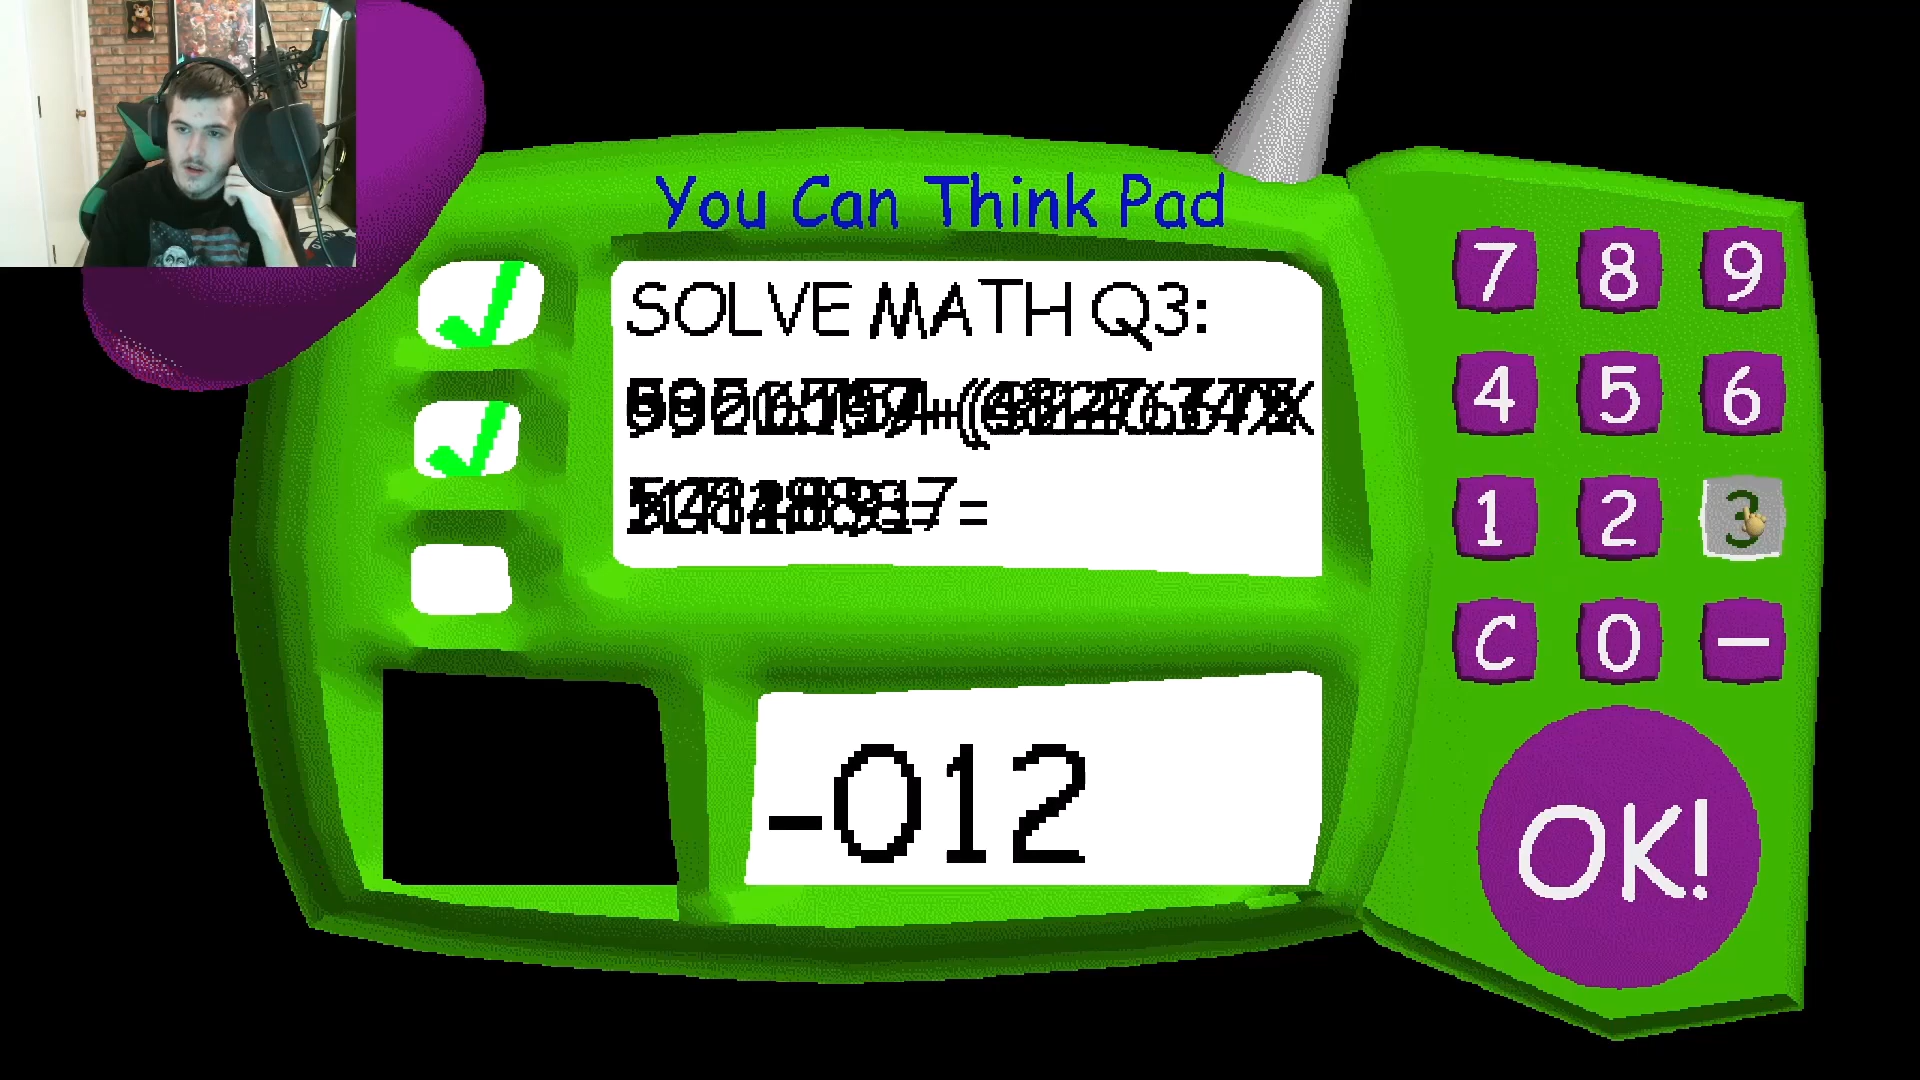 You Can Think Pad
SOLVE MATH Q3:
=
7 8 9
4 5 6
1 2 3
C 0 -
-012
OK!